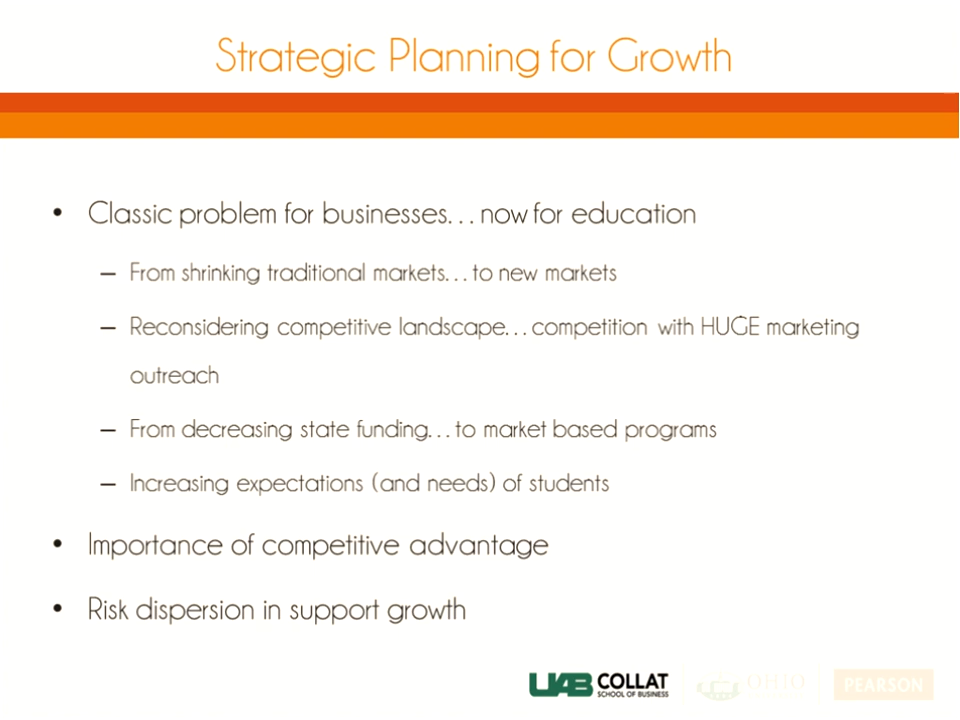 Strategic Planning for Growth
• Classic problem for businesses... now for education
– From shrinking traditional markets... to new markets
– Reconsidering competitive landscape... competition with HUGE marketing
outreach
– From decreasing state funding... to market based programs
– Increasing expectations (and needs) of students
• Importance of competitive advantage
• Risk dispersion in support growth
UAB COLLAT
SCHOOL OF BUSINESS
OHIO
PEARSON